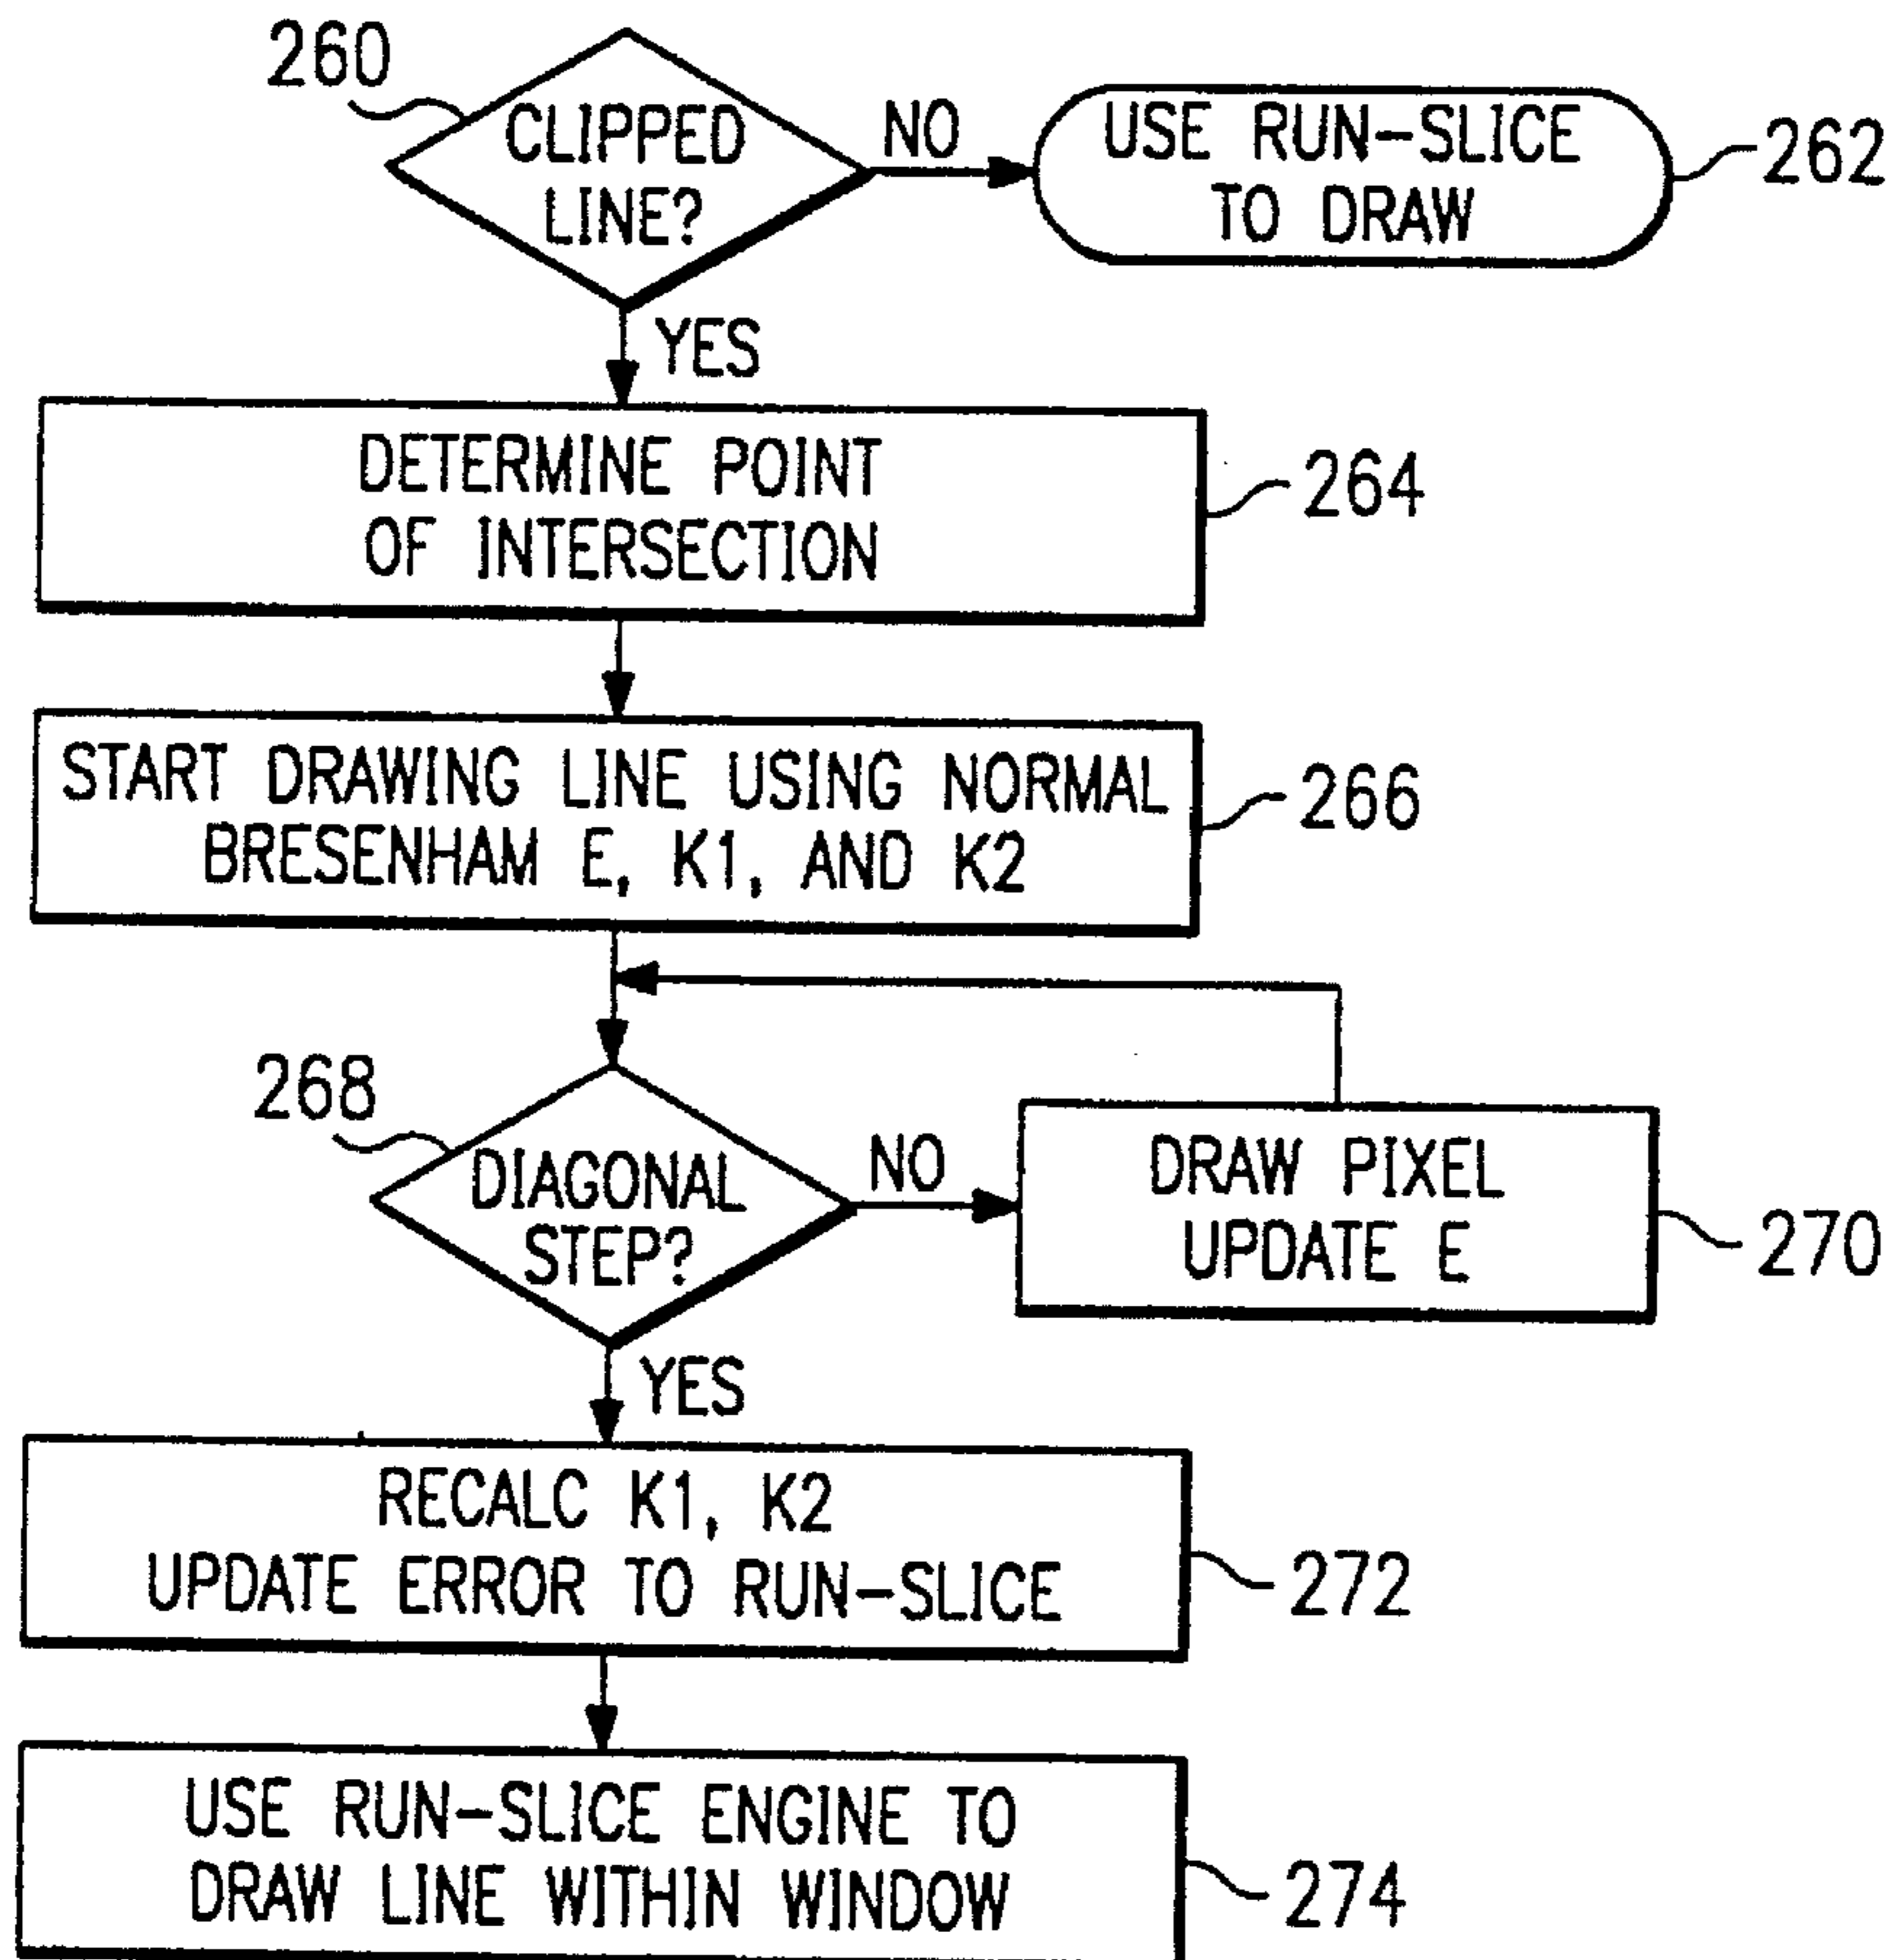 260
CLIPPED
LINE?
NO
USE RUN-SLICE
TO DRAW
262
YES
DETERMINE POINT
OF INTERSECTION
264
START DRAWING LINE USING NORMAL
BRESENHAM E, K1, AND K2
266
268
DIAGONAL
STEP?
NO
DRAW PIXEL
UPDATE E
270
YES
RECALC K1, K2
UPDATE ERROR TO RUN-SLICE
272
USE RUN-SLICE ENGINE TO
DRAW LINE WITHIN WINDOW
274